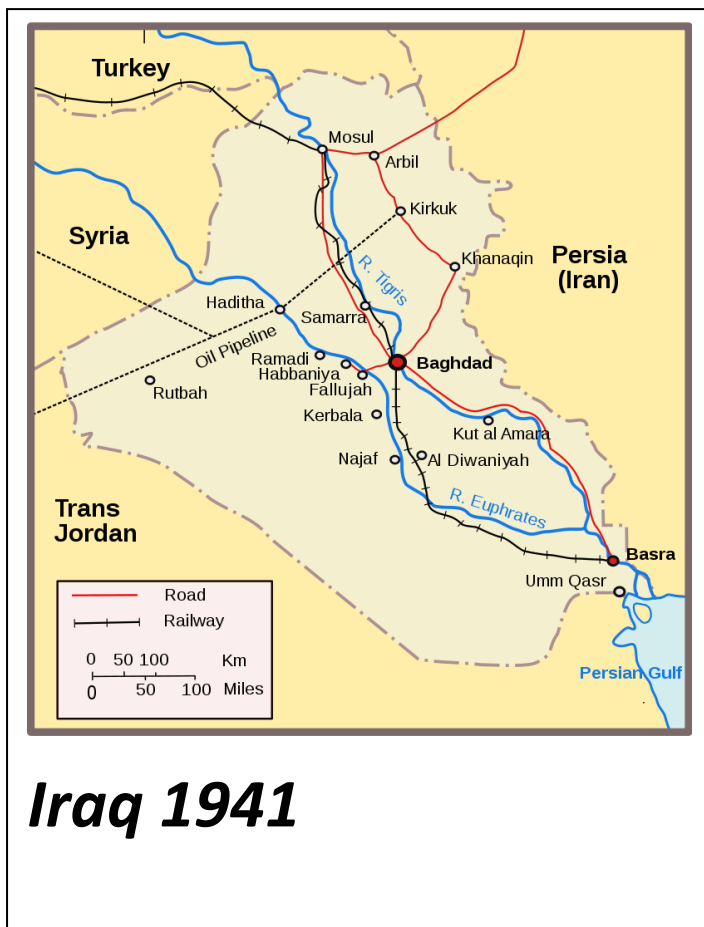 Turkey
Mosul
Arbil
Kirkuk
Syria
Persia
(Iran)
Khanaqin
R. Tigris
Haditha
Samarra
Oil Pipeline
Ramadi
Habbaniya
Fallujah
Baghdad
Rutbah
Kerbala
Kut al Amara
Najaf
Al Diwaniyah
R. Euphrates
Trans
Jordan
Basra
Umm Qasr
Persian Gulf
Road
Railway
0 50 100 Km
0 50 100 Miles
Iraq 1941